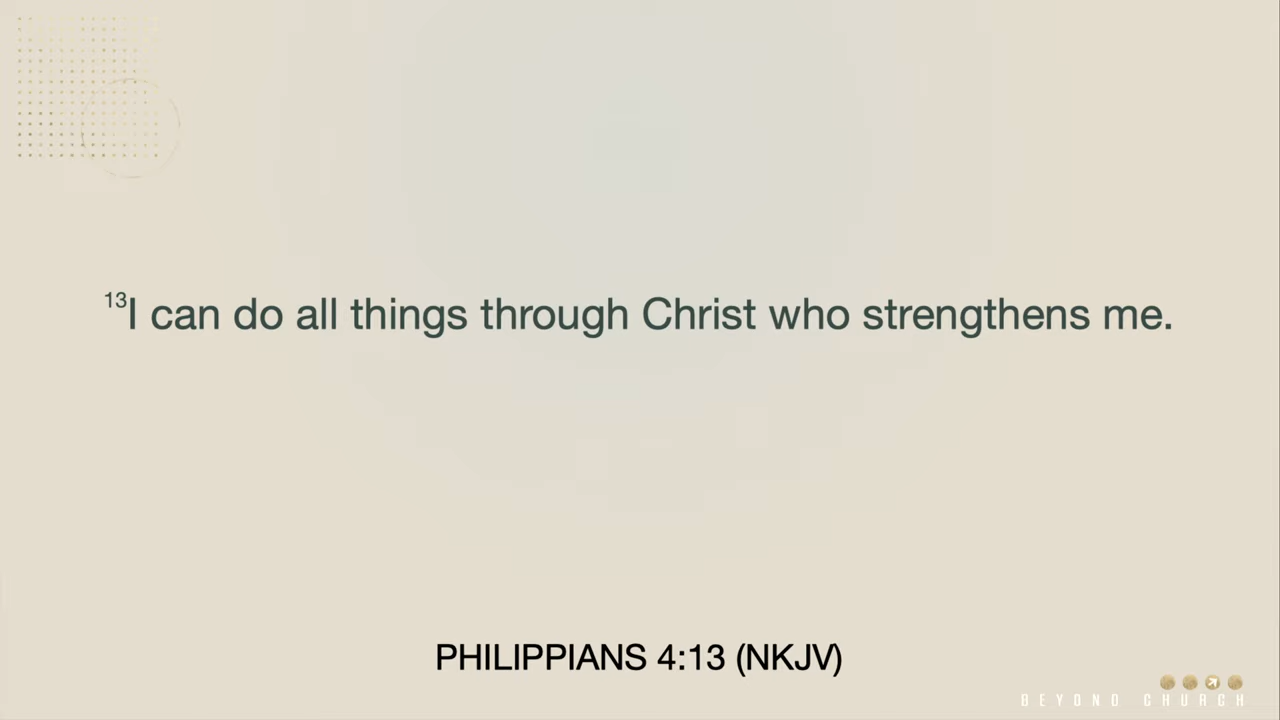 ¹³I can do all things through Christ who strengthens me.
PHILIPPIANS 4:13 (NKJV)
BEYOND CHURCH